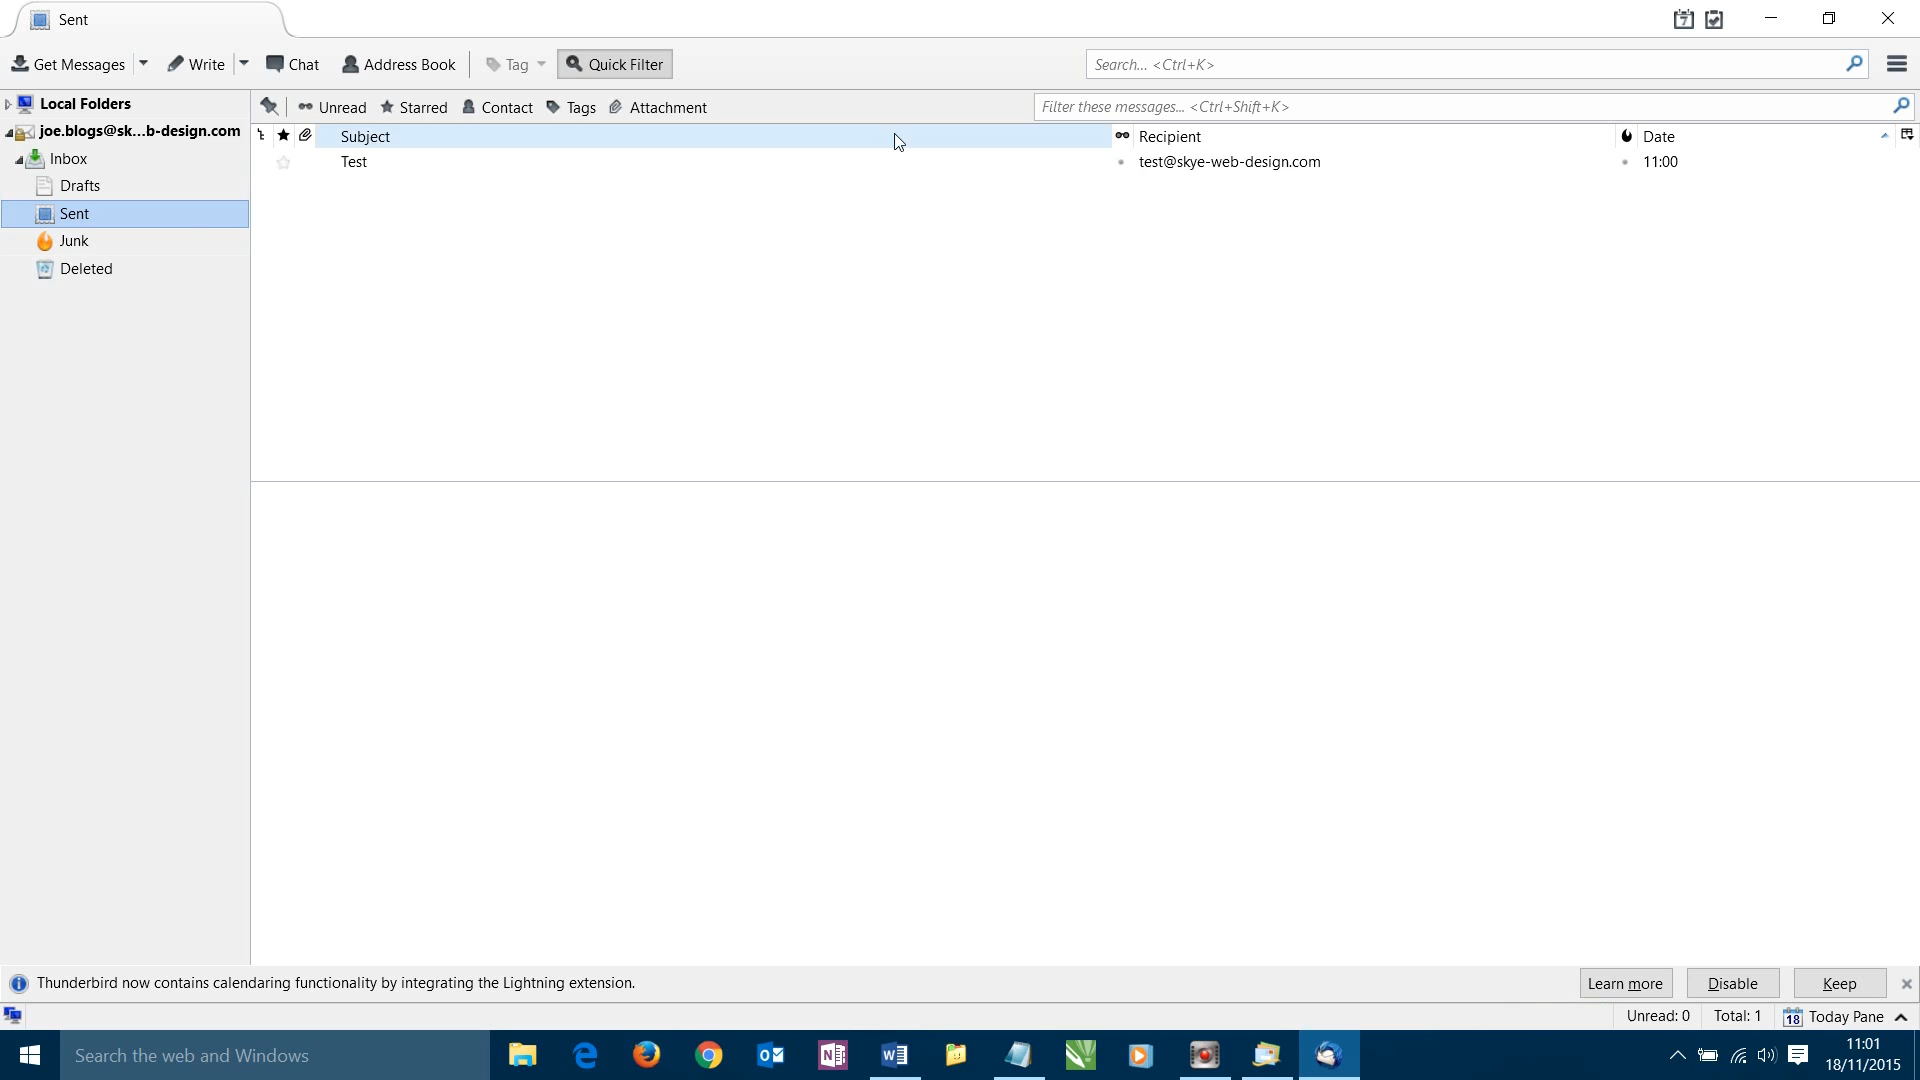 Sent
Get Messages Write Chat Address Book Tag Quick Filter Search... <Ctrl+K>
Local Folders
joe.blogs@sk...b-design.com
Inbox
Drafts
Sent
Junk
Deleted
Unread Starred Contact Tags Attachment Filter these messages... <Ctrl+Shift+K>
Subject Recipient Date
Test test@skye-web-design.com 11:00
Thunderbird now contains calendaring functionality by integrating the Lightning extension. Learn more Disable Keep
Unread: 0 Total: 1 18 Today Pane
Search the web and Windows
11:01
18/11/2015